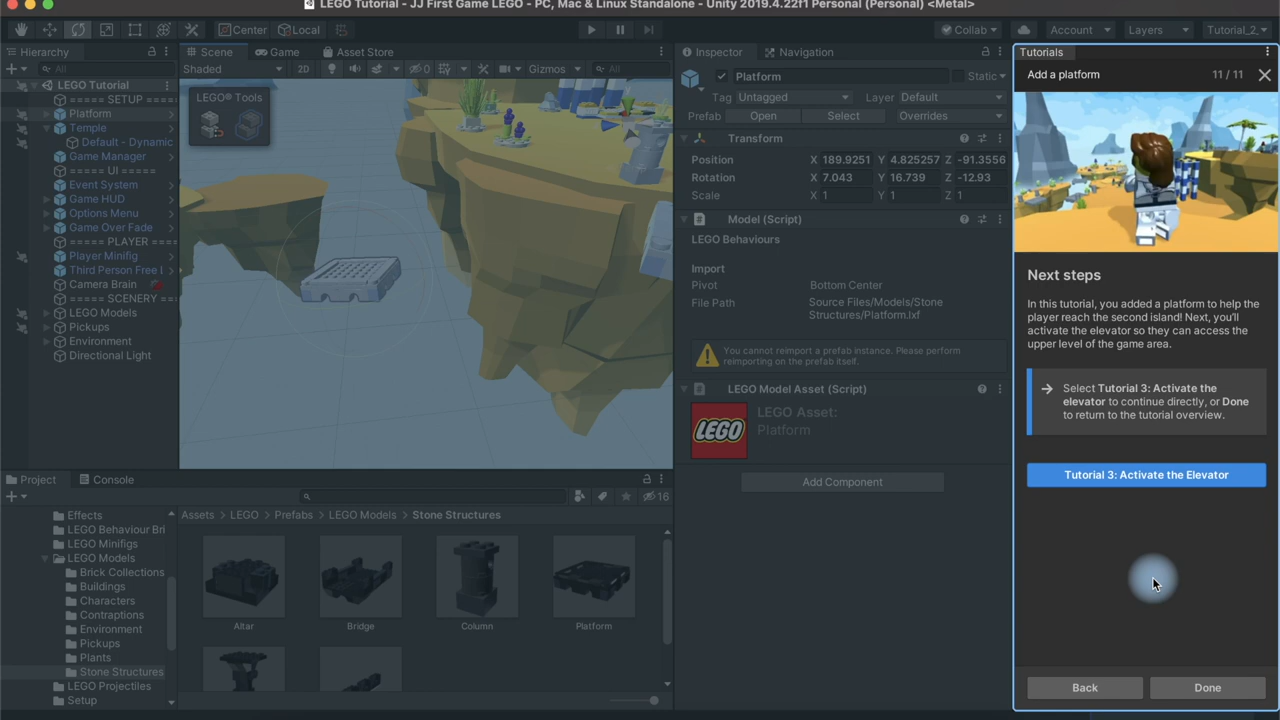 LEGO Tutorial - JJ First Game LEGO - PC, Mac & Linux Standalone - Unity 2019.4.22f1 Personal (Personal) <Metal>
Center Local Collab Account Layers Tutorial_2_
Hierarchy
All
LEGO Tutorial
===== SETUP ====
Platform
Temple
Default - Dynamic
Game Manager
===== UI =====
Event System
Game HUD
Options Menu
Game Over Fade
===== PLAYER ====
Player Minifig
Third Person Free
Camera Brain
===== SCENERY ===
LEGO Models
Pickups
Environment
Directional Light
Scene Game Asset Store
Shaded 2D 0 Gizmos All
LEGO® Tools
Inspector Navigation
Platform Static
Tag Untagged Layer Default
Prefab Open Select Overrides
Transform
Position X 189.9251 Y 4.825257 Z -91.3556
Rotation X 7.043 Y 16.739 Z -12.93
Scale X 1 Y 1 Z 1
Model (Script)
LEGO Behaviours
Import
Pivot Bottom Center
File Path Source Files/Models/Stone
Structures/Platform.lxf
You cannot reimport a prefab instance. Please perform
reimporting on the prefab itself.
LEGO Model Asset (Script)
LEGO
LEGO Asset:
Platform
Add Component
Project Console
16
Effects
LEGO Behaviour Bri
LEGO Minifigs
LEGO Models
Brick Collections
Buildings
Characters
Contraptions
Environment
Pickups
Plants
Stone Structures
LEGO Projectiles
Setup
Assets > LEGO > Prefabs > LEGO Models > Stone Structures
Altar Bridge Column Platform
Tutorials
Add a platform 11 / 11
Next steps
In this tutorial, you added a platform to help the
player reach the second island! Next, you'll
activate the elevator so they can access the
upper level of the game area.
Select Tutorial 3: Activate the
elevator to continue directly, or Done
to return to the tutorial overview.
Tutorial 3: Activate the Elevator
Back Done